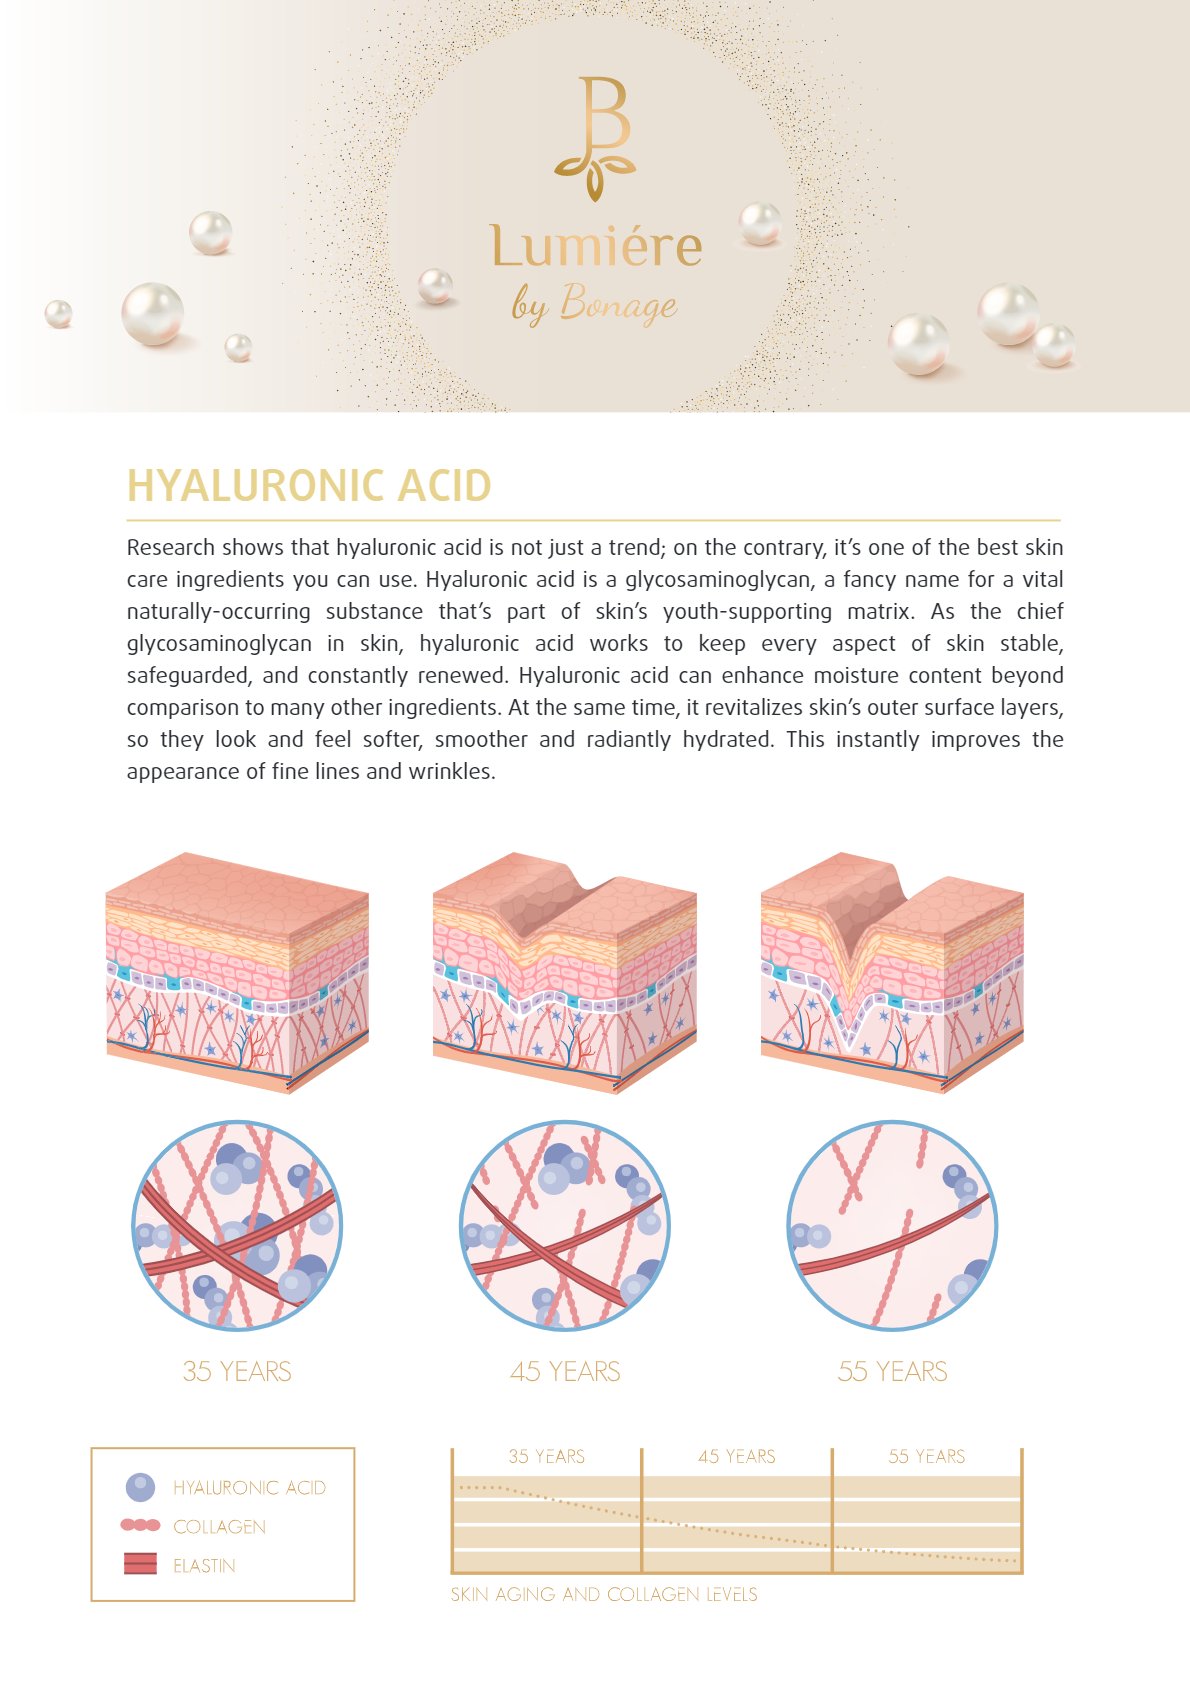 B
Lumiére
by Bonage
HYALURONIC ACID
Research shows that hyaluronic acid is not just a trend; on the contrary, it’s one of the best skin
care ingredients you can use. Hyaluronic acid is a glycosaminoglycan, a fancy name for a vital
naturally-occurring substance that’s part of skin’s youth-supporting matrix. As the chief
glycosaminoglycan in skin, hyaluronic acid works to keep every aspect of skin stable,
safeguarded, and constantly renewed. Hyaluronic acid can enhance moisture content beyond
comparison to many other ingredients. At the same time, it revitalizes skin’s outer surface layers,
so they look and feel softer, smoother and radiantly hydrated. This instantly improves the
appearance of fine lines and wrinkles.
35 YEARS
45 YEARS
55 YEARS
HYALURONIC ACID
COLLAGEN
ELASTIN
35 YEARS
45 YEARS
55 YEARS
SKIN AGING AND COLLAGEN LEVELS